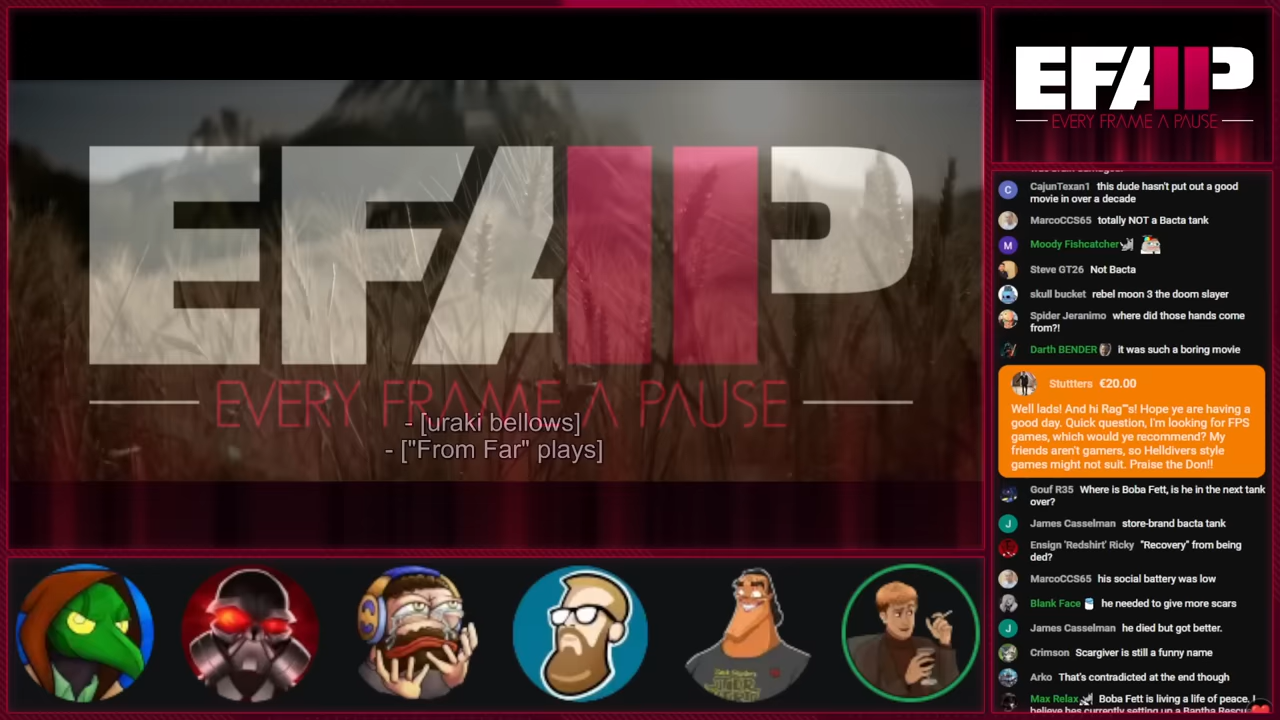 EFAP
EVERY FRAME A PAUSE
- [uraki bellows]
- ["From Far" plays]
EFAP
EVERY FRAME A PAUSE
C
CajunTexan1 this dude hasn't put out a good
movie in over a decade
MarcoCCS65 totally NOT a Bacta tank
M
Moody Fishcatcher
Steve GT26 Not Bacta
skull bucket rebel moon 3 the doom slayer
Spider Jeranimo where did those hands come
from?!
Darth BENDER it was such a boring movie
Stuttters €20.00
Well lads! And hi Rag™s! Hope ye are having a
good day. Quick question, I'm looking for FPS
games, which would ye recommend? My
friends aren't gamers, so Helldivers style
games might not suit. Praise the Don!!
Gouf R35 Where is Boba Fett, is he in the next tank
over?
J
James Casselman store-brand bacta tank
Ensign 'Redshirt' Ricky "Recovery" from being
ded?
MarcoCCS65 his social battery was low
Blank Face he needed to give more scars
J
James Casselman he died but got better.
Crimson Scargiver is still a funny name
Arko That's contradicted at the end though
Max Relax Boba Fett is living a life of peace, I
believe hes currently setting up a Bantha